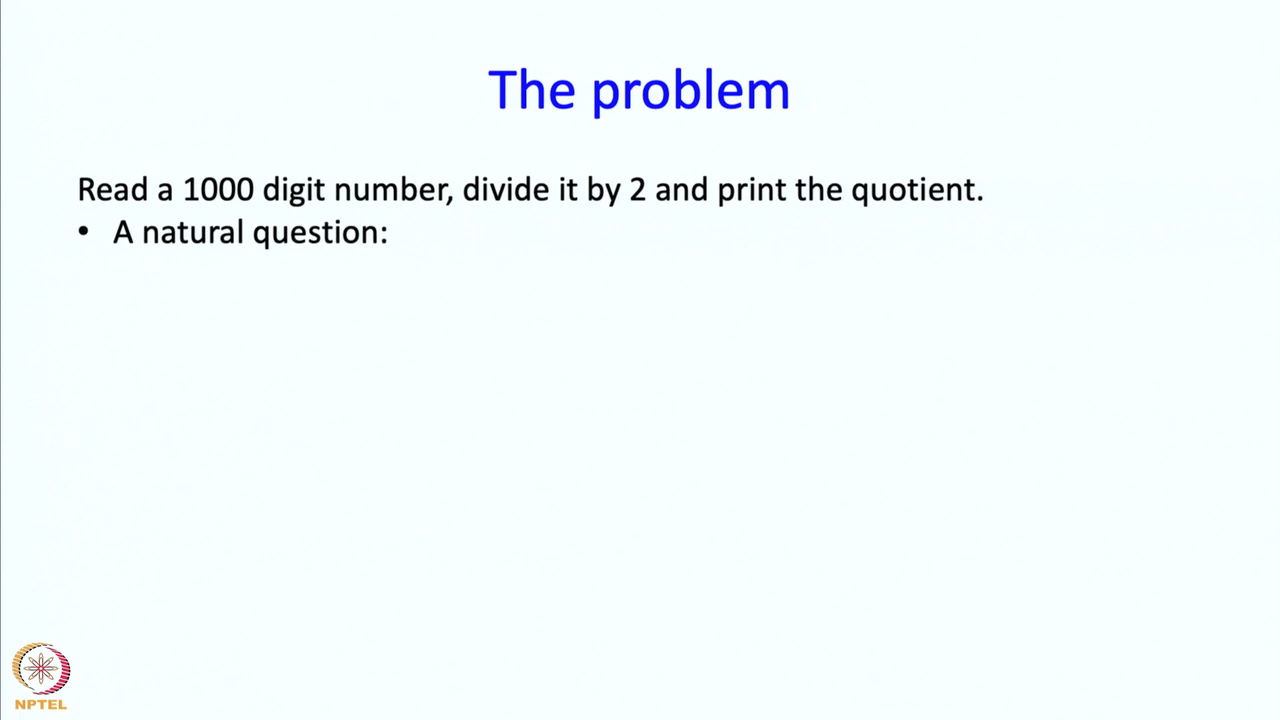 The problem
Read a 1000 digit number, divide it by 2 and print the quotient.
• A natural question:
NPTEL